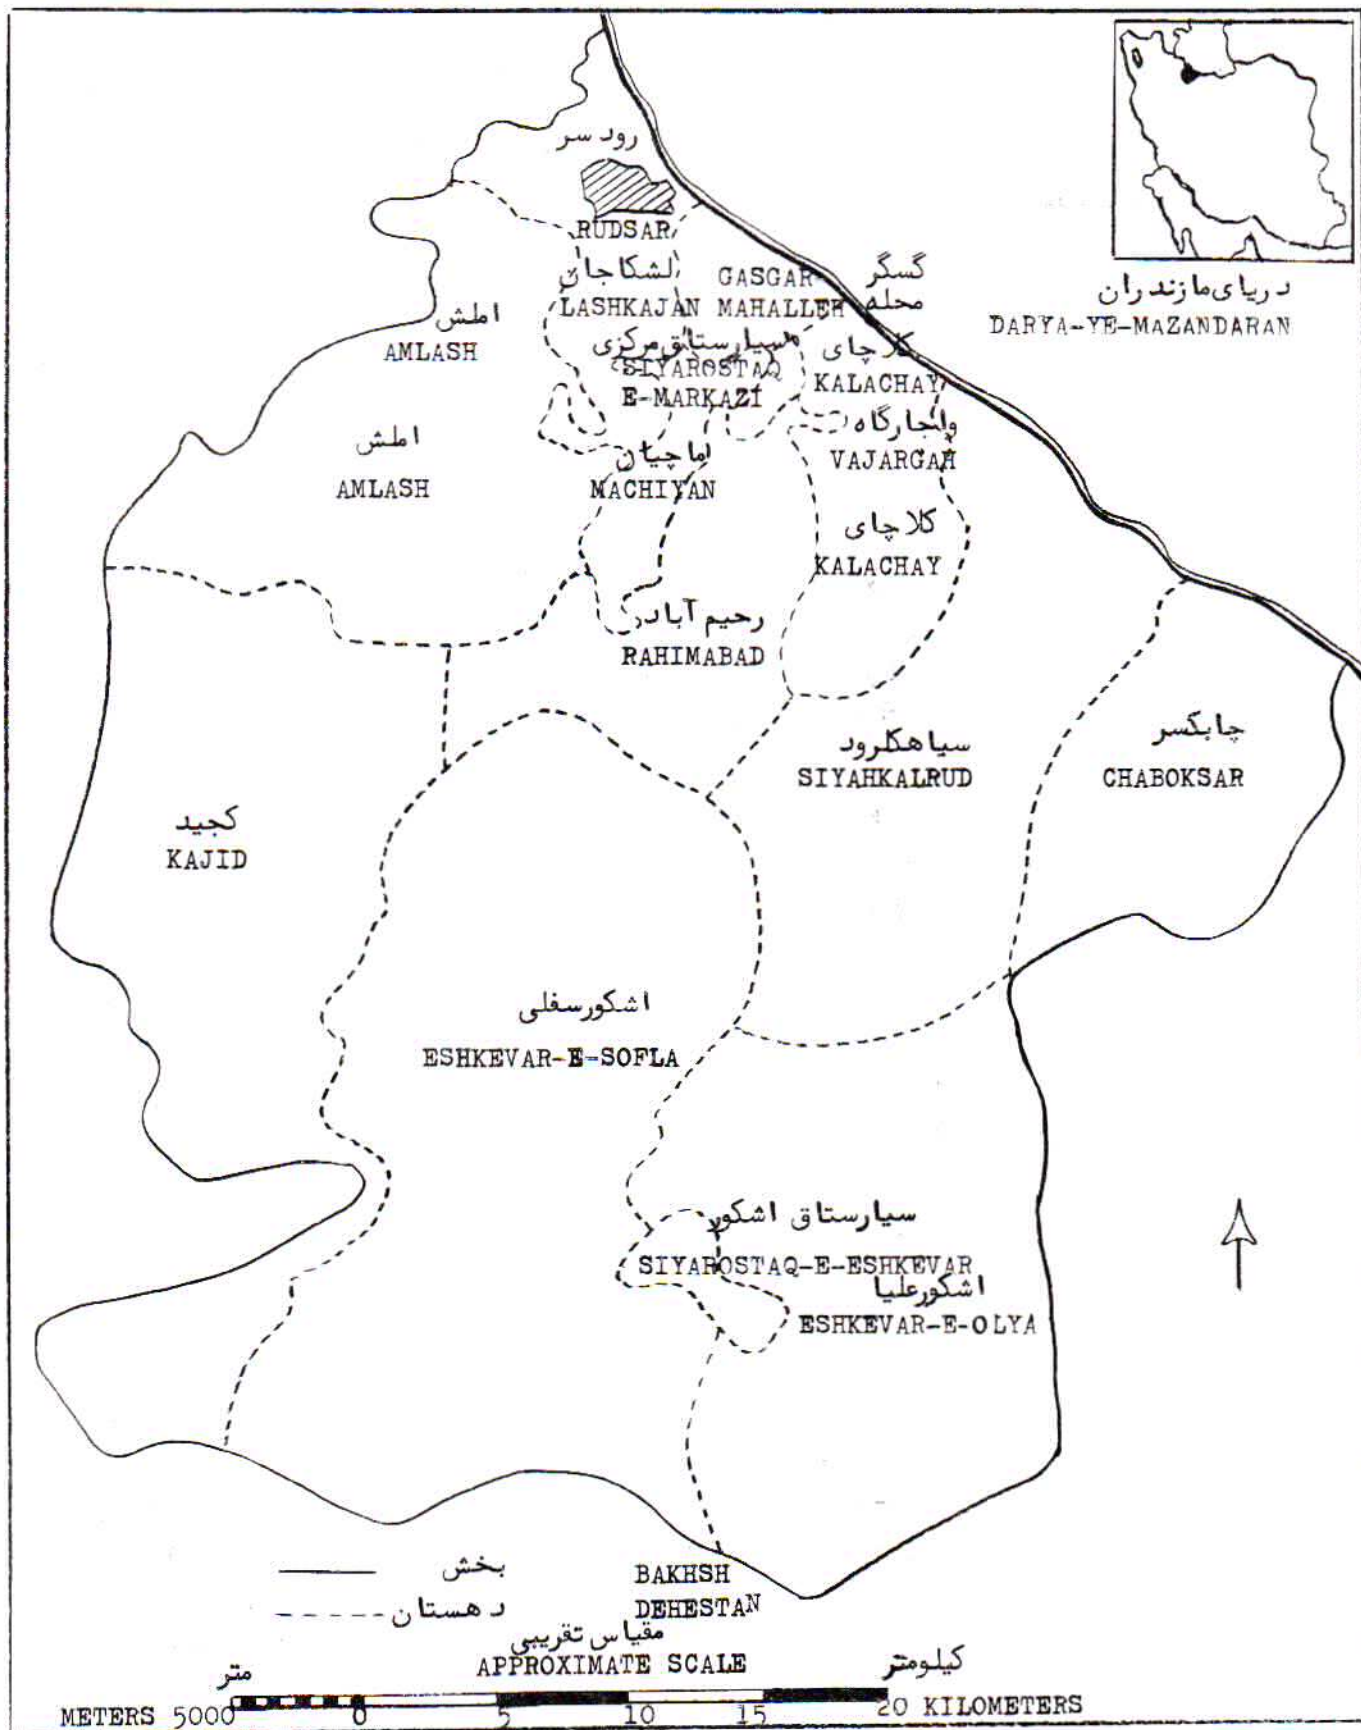 رودسر
RUDSAR
لشکاجان
LASHKAJAN
گسگر
محله
GASGAR
MAHALLEH
دریای مازندران
DARYA-YE-MAZANDARAN
املش
AMLASH
سیارستاق مرکزی
SIYAROSTAQ
E-MARKAZI
کلاچای
KALACHAY
واجارگاه
VAJARGAH
املش
AMLASH
ماچیان
MACHIYAN
کلاچای
KALACHAY
رحیم آباد
RAHIMABAD
سیاهکلرود
SIYAHKALRUD
چابکسر
CHABOKSAR
کجید
KAJID
اشکورسفلی
ESHKEVAR-E-SOFLA
سیارستاق اشکور
SIYAROSTAQ-E-ESHKEVAR
اشکورعلیا
ESHKEVAR-E-OLYA
بخش BAKHSH
دهستان DEHESTAN
مقیاس تقریبی
متر APPROXIMATE SCALE کیلومتر
METERS 5000 0 5 10 15 20 KILOMETERS